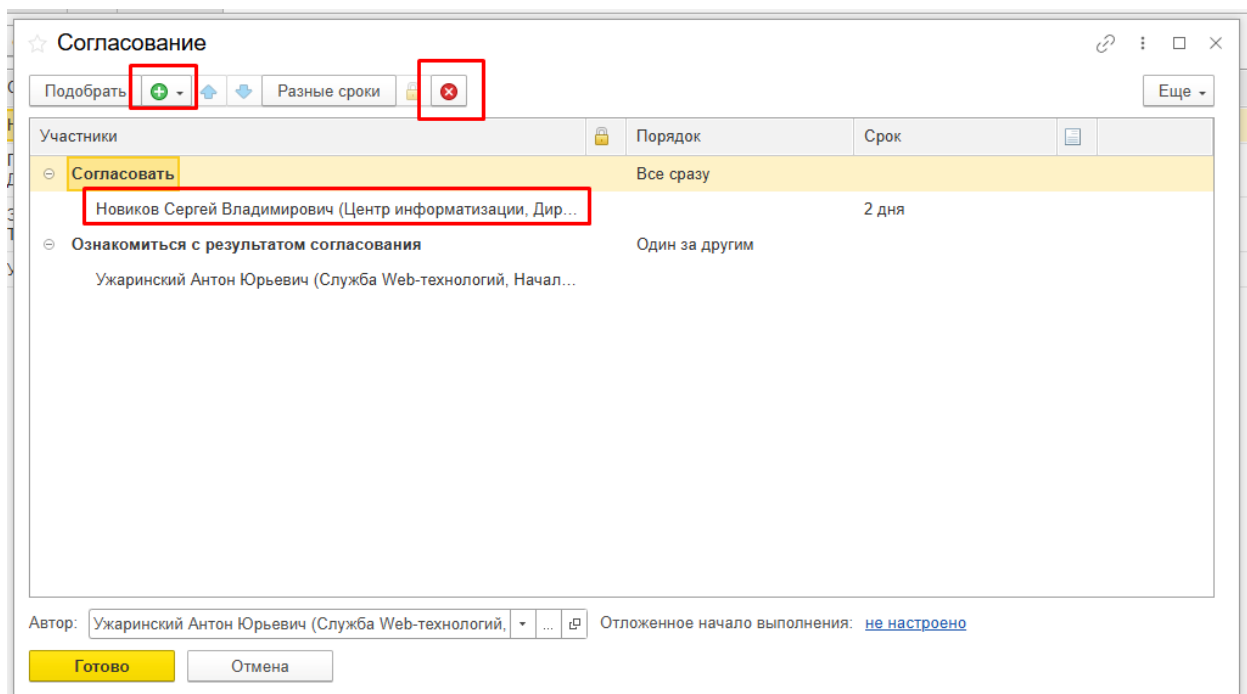 Согласование
Подобрать Разные сроки Еще
Участники Порядок Срок
Согласовать Все сразу
Новиков Сергей Владимирович (Центр информатизации, Дир... 2 дня
Ознакомиться с результатом согласования Один за другим
Ужаринский Антон Юрьевич (Служба Web-технологий, Начал...
Автор: Ужаринский Антон Юрьевич (Служба Web-технологий, ... Отложенное начало выполнения: не настроено
Готово Отмена